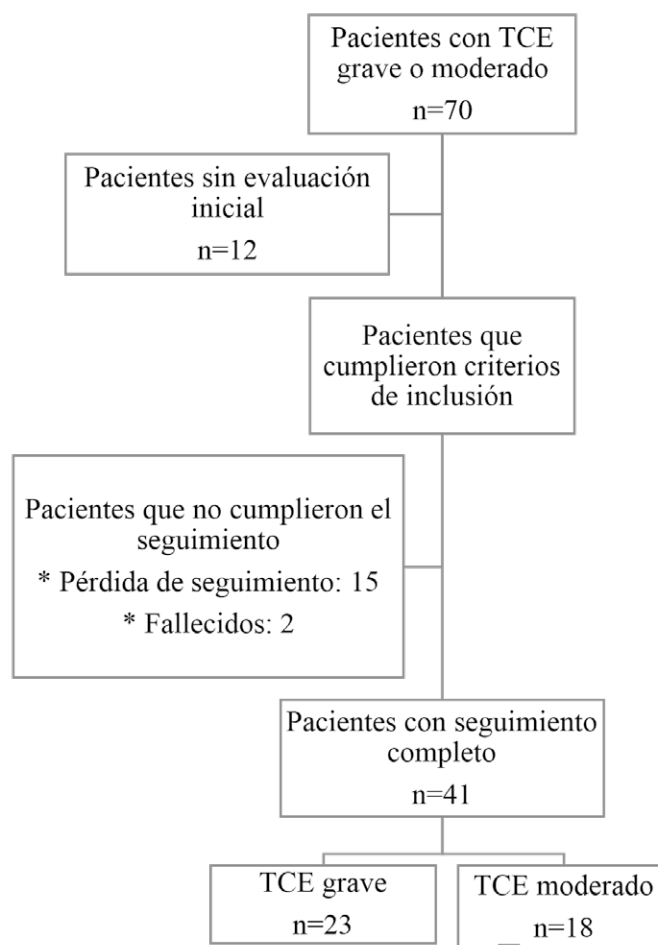 Pacientes con TCE
grave o moderado
n=70
Pacientes sin evaluación
inicial
n=12
Pacientes que
cumplieron criterios
de inclusión
Pacientes que no cumplieron el
seguimiento
* Pérdida de seguimiento: 15
* Fallecidos: 2
Pacientes con seguimiento
completo
n=41
TCE grave
n=23
TCE moderado
n=18